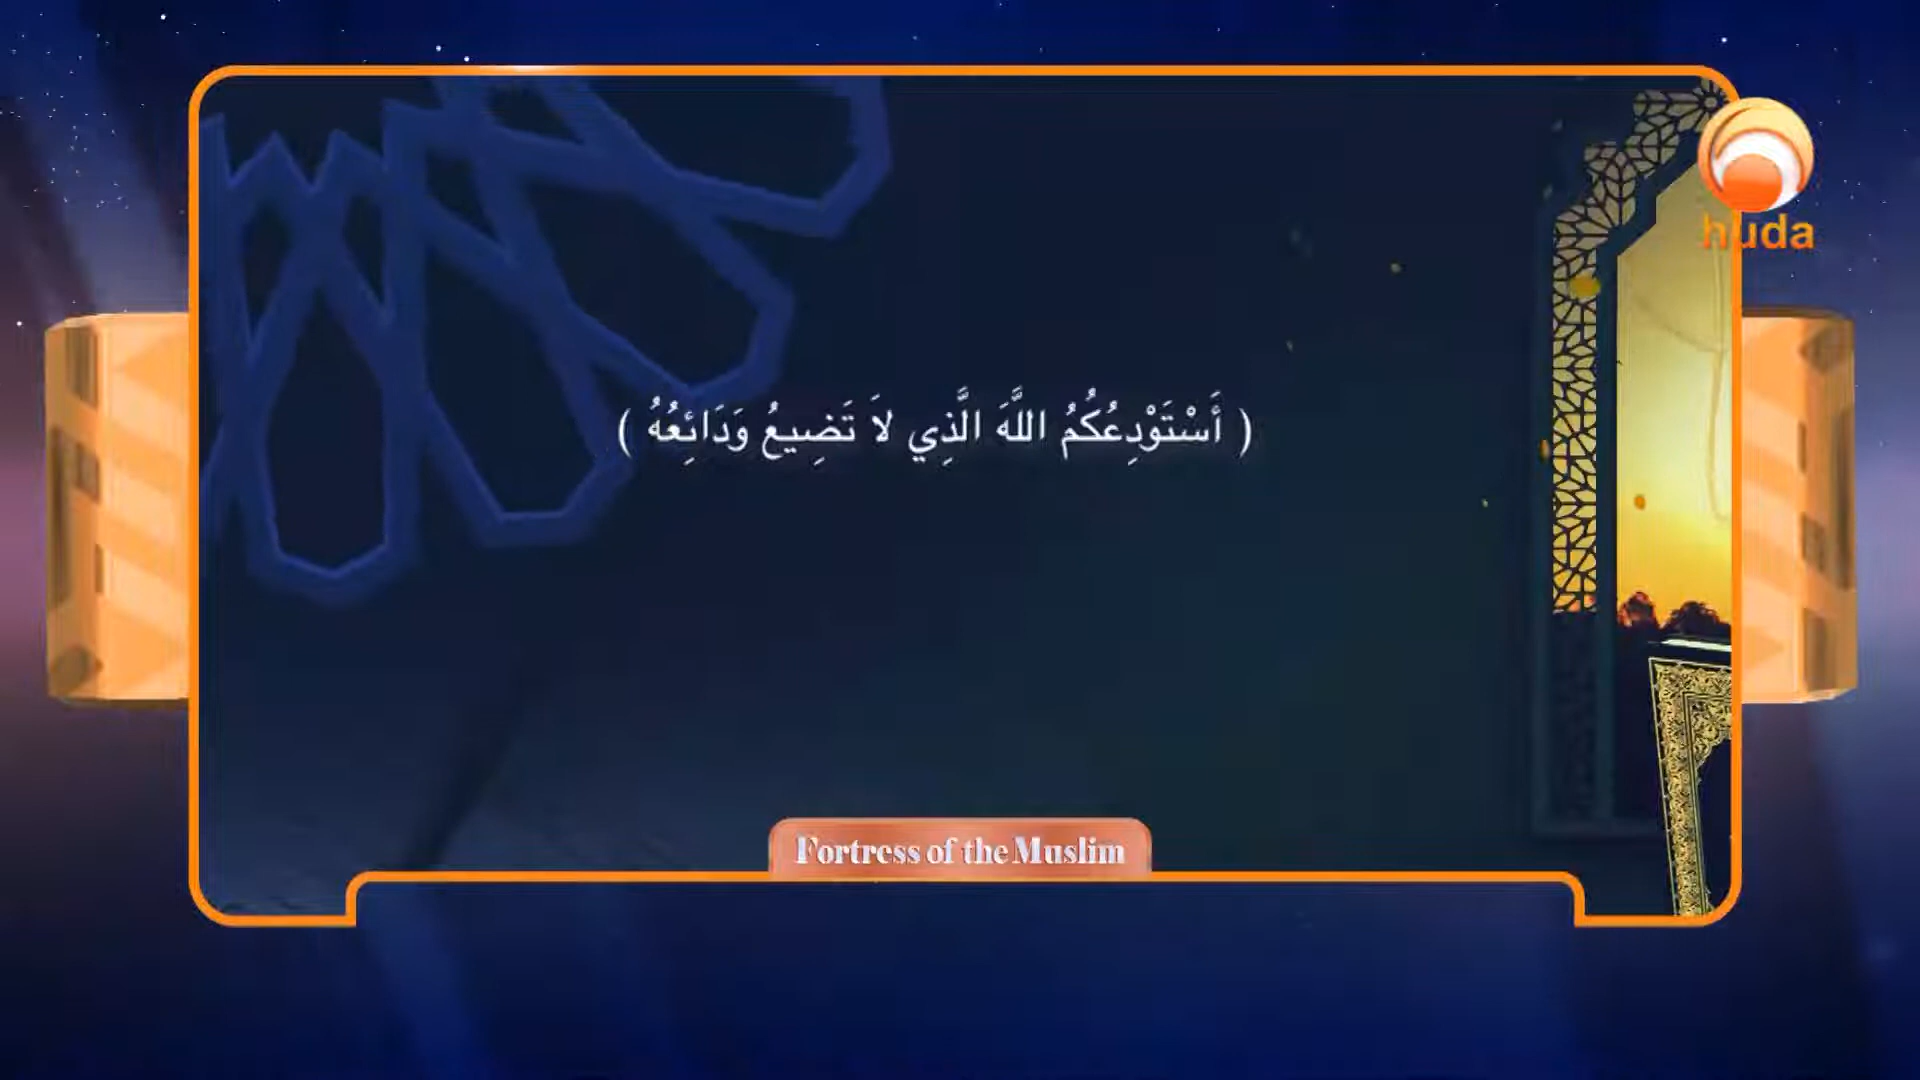 huda
( أَسْتَوْدِعُكُمُ اللَّهَ الَّذِي لاَ تَضِيعُ وَدَائِعُهُ )
Fortress of the Muslim